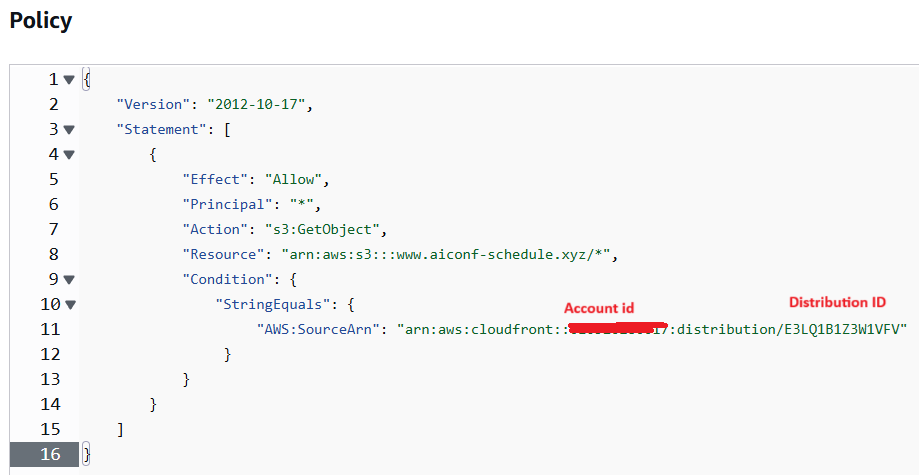 Policy
1 {
2 "Version": "2012-10-17",
3 "Statement": [
4 {
5 "Effect": "Allow",
6 "Principal": "*",
7 "Action": "s3:GetObject",
8 "Resource": "arn:aws:s3:::www.aiconf-schedule.xyz/*",
9 "Condition": {
10 "StringEquals": {
Account id Distribution ID
11 "AWS:SourceArn": "arn:aws:cloudfront:::distribution/E3LQ1B1Z3W1VFV"
12 }
13 }
14 }
15 ]
16 }